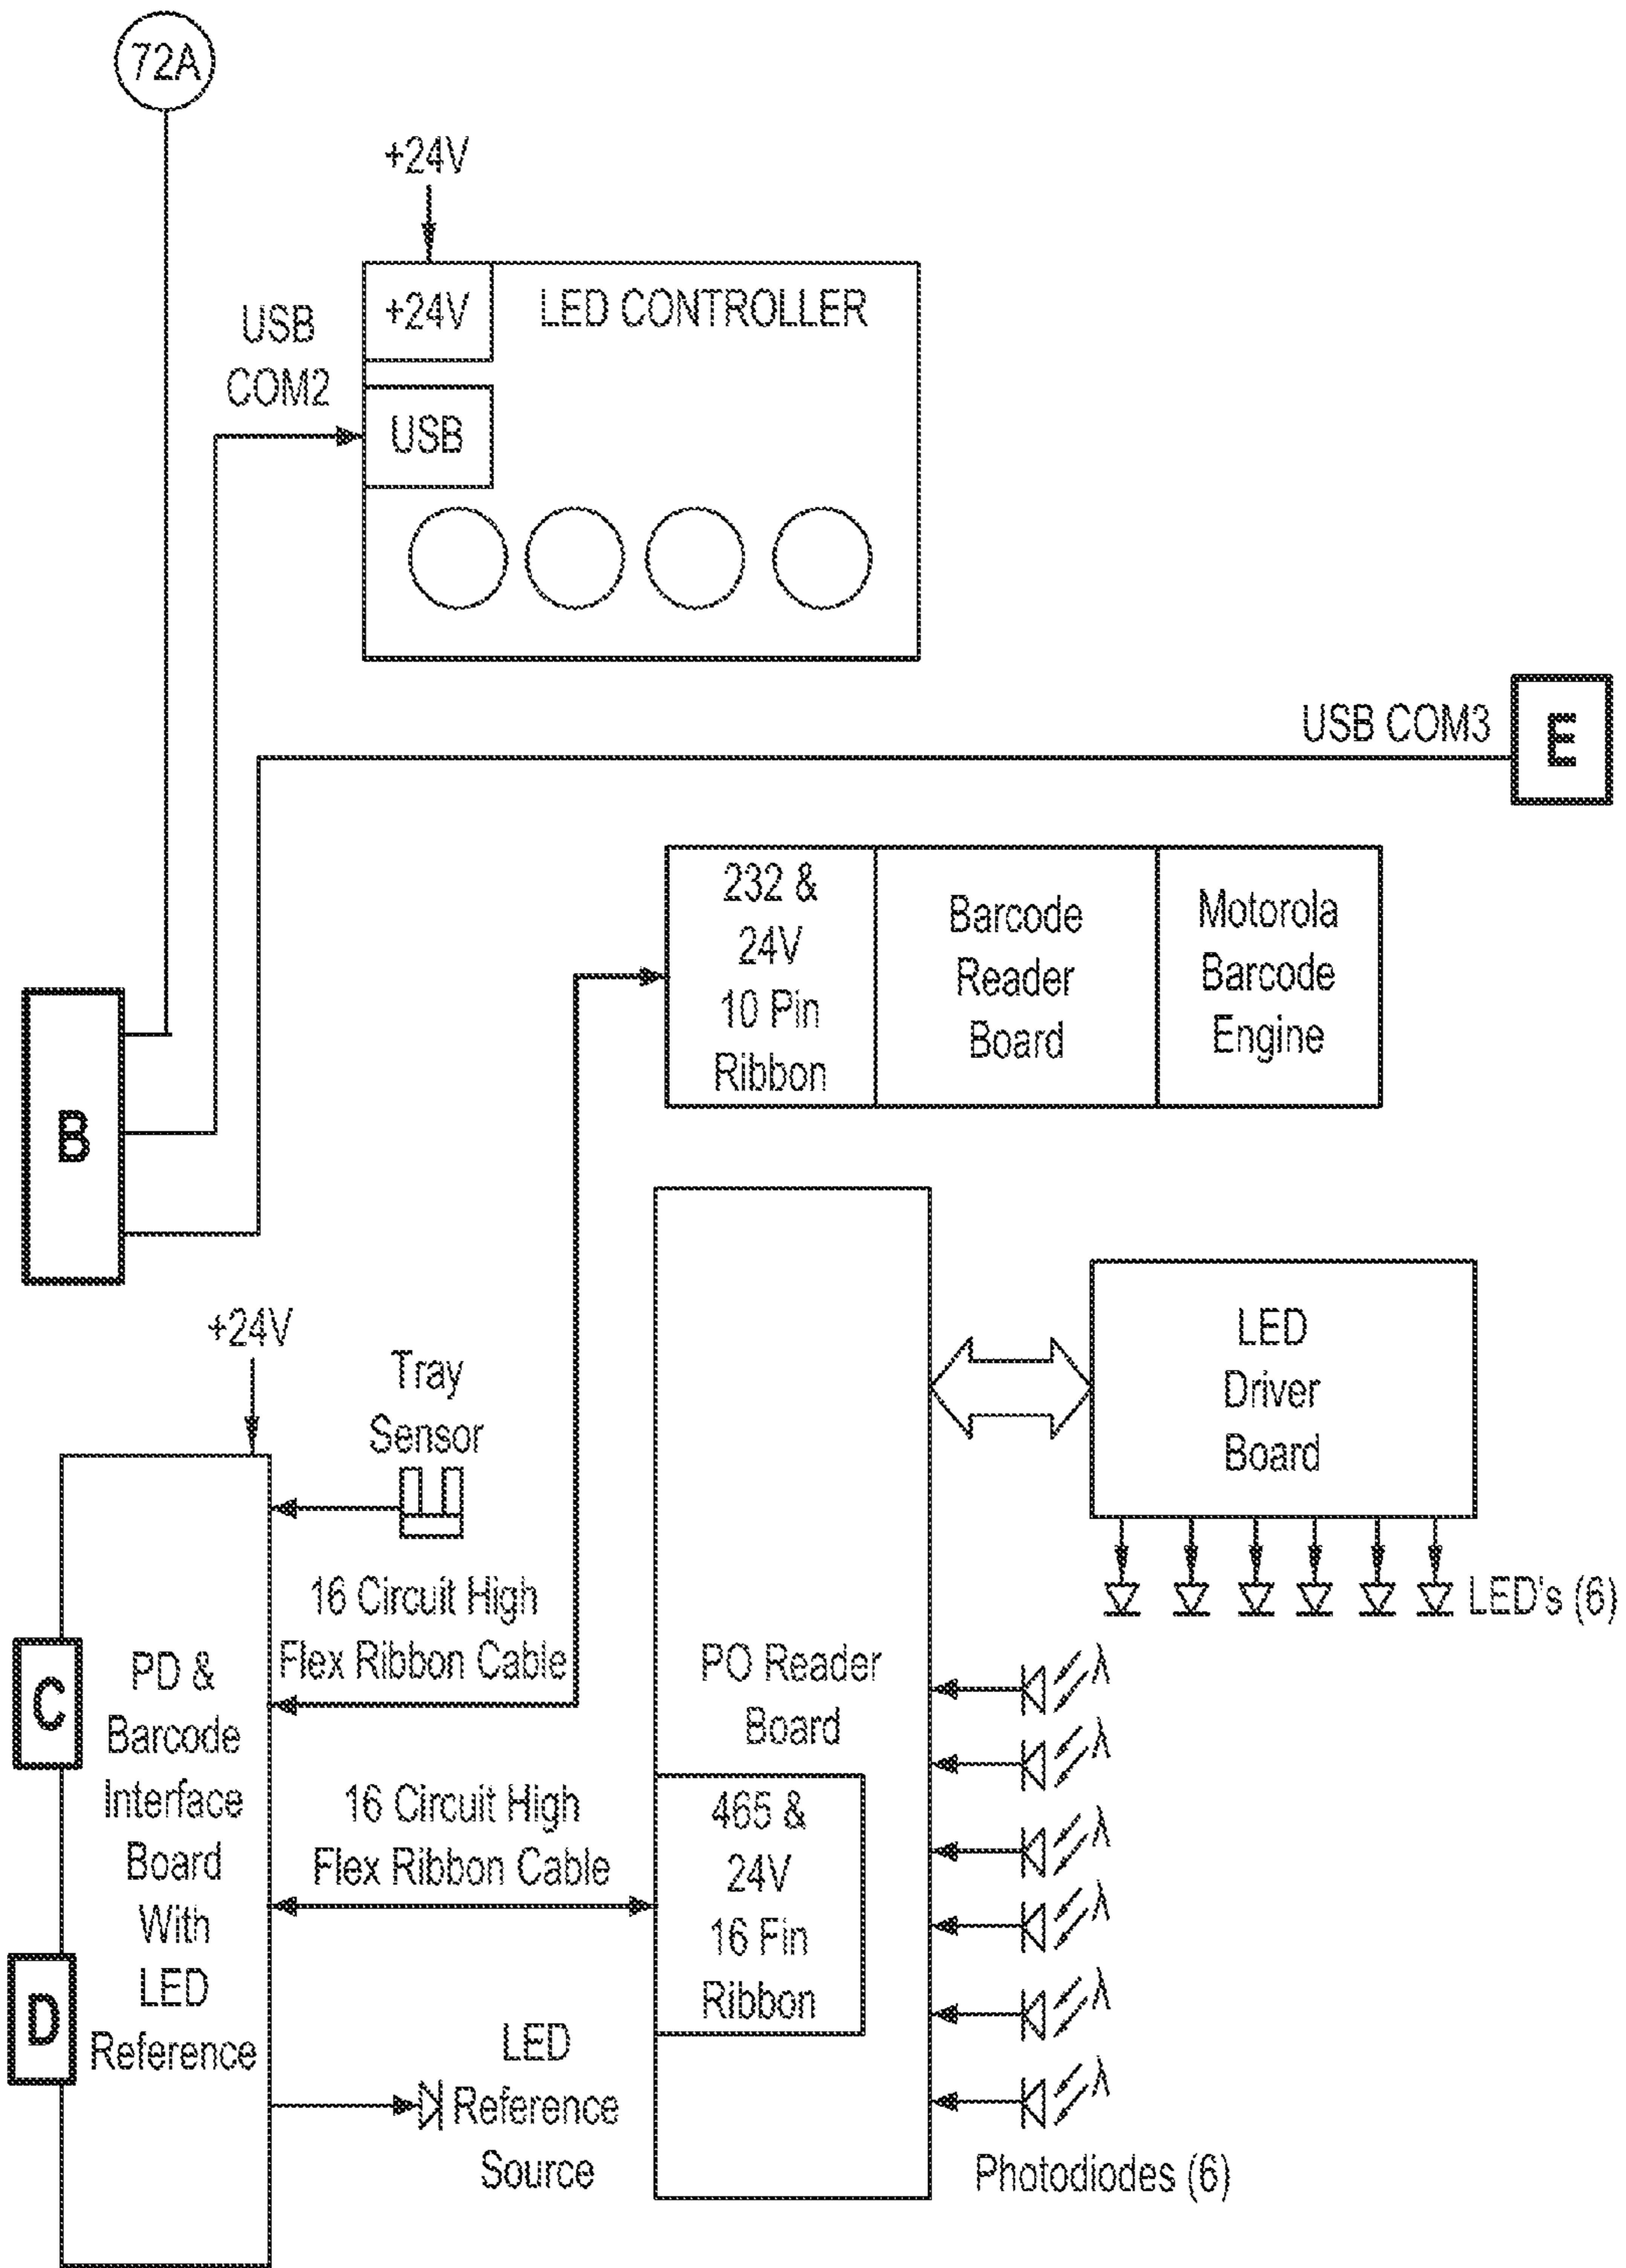 72A
+24V
+24V
LED CONTROLLER
USB
COM2
USB
USB COM3
E
232 &
24V
10 Pin
Ribbon
Barcode
Reader
Board
Motorola
Barcode
Engine
B
+24V
Tray
Sensor
LED
Driver
Board
LED's (6)
16 Circuit High
Flex Ribbon Cable
C
PD &
Barcode
Interface
Board
With
LED
Reference
D
PO Reader
Board
16 Circuit High
Flex Ribbon Cable
465 &
24V
16 Fin
Ribbon
λ
λ
λ
λ
λ
λ
LED
Reference
Source
Photodiodes (6)